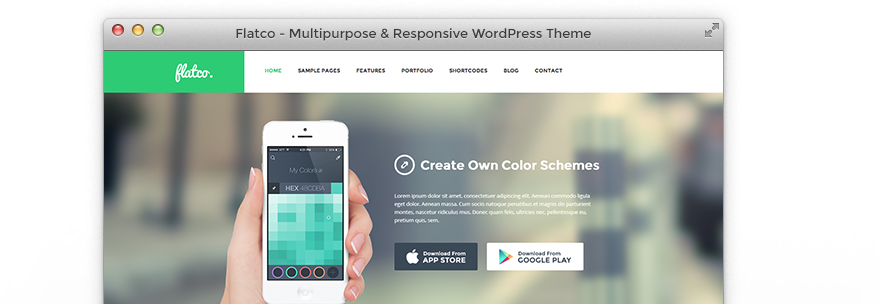 Flatco - Multipurpose & Responsive WordPress Theme
flatco.
HOME SAMPLE PAGES FEATURES PORTFOLIO SHORTCODES BLOG CONTACT
My Colour
HEX 48CDBA
Create Own Color Schemes
Lorem ipsum dolor sit amet, consectetuer adipiscing elit. Aenean commodo ligula
eget dolor. Aenean massa. Cum sociis natoque penatibus et magnis dis parturient
montes, nascetur ridiculus mus. Donec quam felis, ultricies nec, pellentesque eu,
pretium quis, sem.
Download From
APP STORE
Download From
GOOGLE PLAY